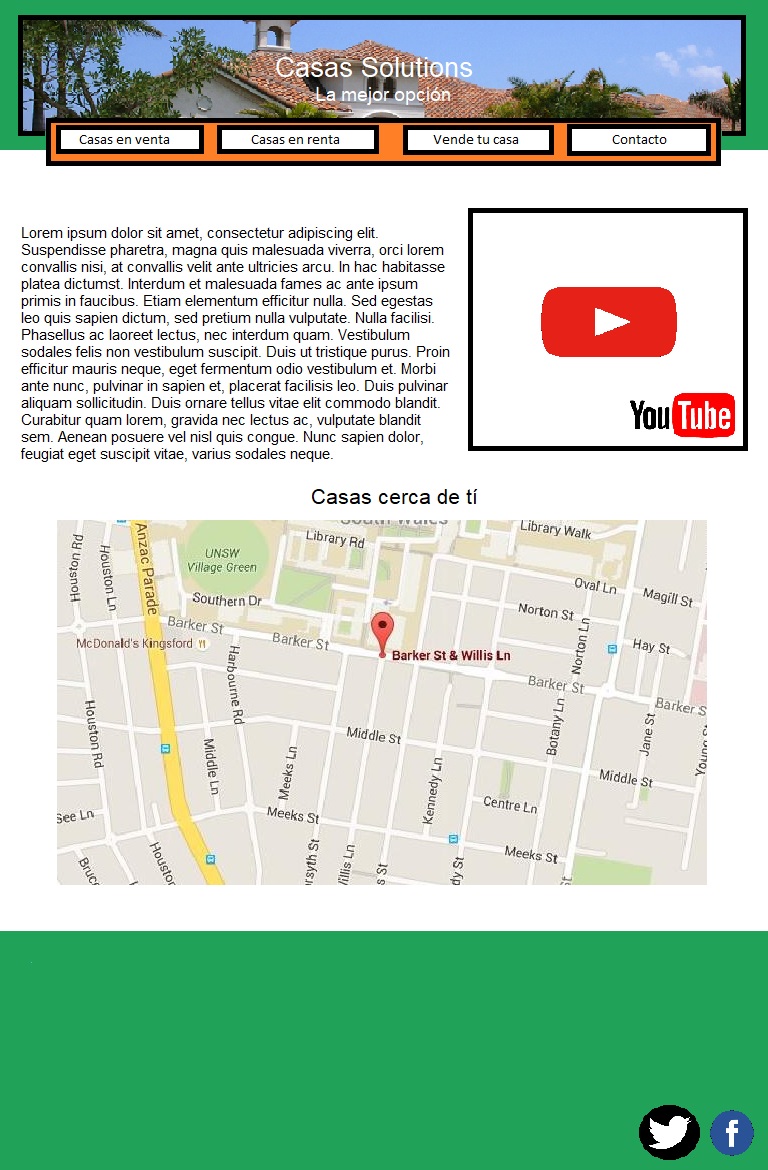 Casas Solutions
La mejor opción
Casas en venta
Casas en renta
Vende tu casa
Contacto
Lorem ipsum dolor sit amet, consectetur adipiscing elit.
Suspendisse pharetra, magna quis malesuada viverra, orci lorem
convallis nisi, at convallis velit ante ultricies arcu. In hac habitasse
platea dictumst. Interdum et malesuada fames ac ante ipsum
primis in faucibus. Etiam elementum efficitur nulla. Sed egestas
leo quis sapien dictum, sed pretium nulla vulputate. Nulla facilisi.
Phasellus ac laoreet lectus, nec interdum quam. Vestibulum
sodales felis non vestibulum suscipit. Duis ut tristique purus. Proin
efficitur mauris neque, eget fermentum odio vestibulum et. Morbi
ante nunc, pulvinar in sapien et, placerat facilisis leo. Duis pulvinar
aliquam sollicitudin. Duis ornare tellus vitae elit commodo blandit.
Curabitur quam lorem, gravida nec lectus ac, vulputate blandit
sem. Aenean posuere vel nisl quis congue. Nunc sapien dolor,
feugiat eget suscipit vitae, varius sodales neque.
YouTube
Casas cerca de tí
South Wales
Library Walk
Library Rd
Anzac Parade
Houston Rd
Houston Ln
UNSW
Village Green
Oval Ln
Magill St
Southern Dr
Norton St
Barker St
Barker St
McDonald's Kingsford
Harbourne Rd
Barker St & Willis Ln
Norton Ln
Hay St
Barker St
Barker S
Houston Rd
Middle Ln
Meeks Ln
Middle St
Botany Ln
Jane St
Middle St
Kennedy Ln
Centre Ln
See Ln
Meeks St
Meeks St
Bruc
Houston
rsyth St
Willis Ln
s St
dy St
f